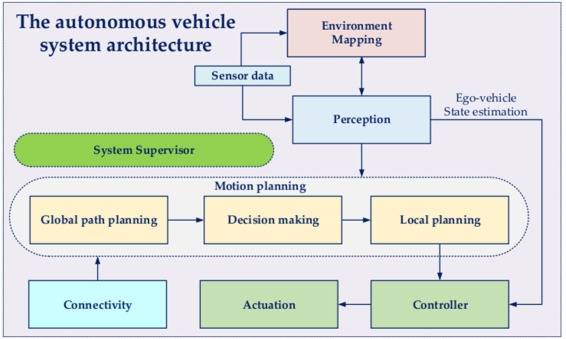 The autonomous vehicle
system architecture
Environment
Mapping
Sensor data
Perception
Ego-vehicle
State estimation
System Supervisor
Motion planning
Global path planning
Decision making
Local planning
Connectivity
Actuation
Controller